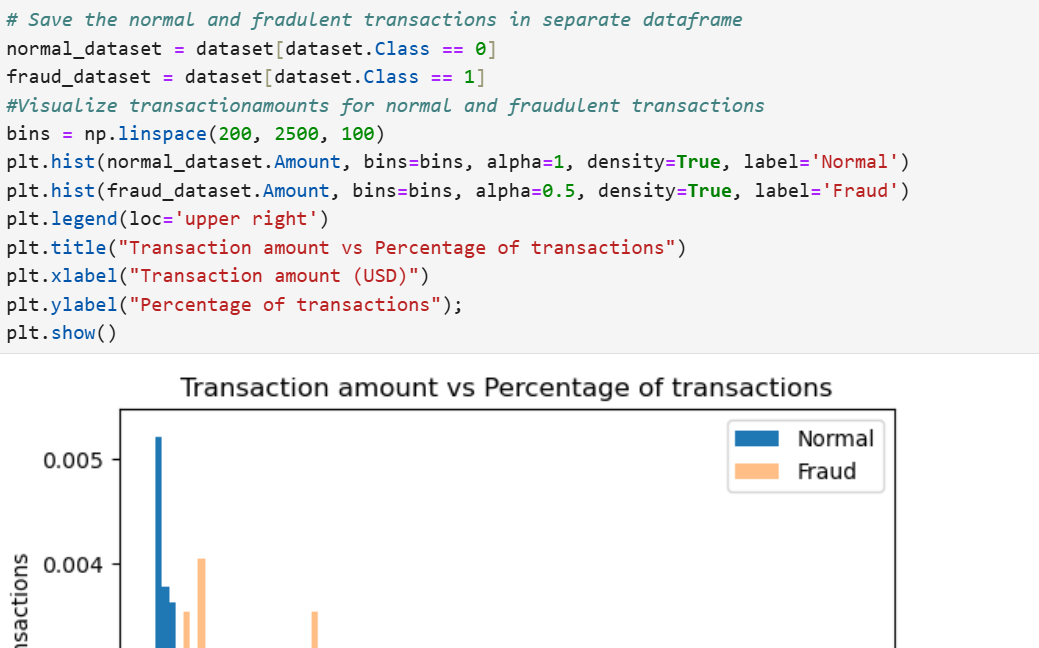 # Save the normal and fradulent transactions in separate dataframe
normal_dataset = dataset[dataset.Class == 0]
fraud_dataset = dataset[dataset.Class == 1]
#Visualize transactionamounts for normal and fraudulent transactions
bins = np.linspace(200, 2500, 100)
plt.hist(normal_dataset.Amount, bins=bins, alpha=1, density=True, label='Normal')
plt.hist(fraud_dataset.Amount, bins=bins, alpha=0.5, density=True, label='Fraud')
plt.legend(loc='upper right')
plt.title("Transaction amount vs Percentage of transactions")
plt.xlabel("Transaction amount (USD)")
plt.ylabel("Percentage of transactions");
plt.show()
Transaction amount vs Percentage of transactions
Normal
Fraud
0.005
0.004
nsactions